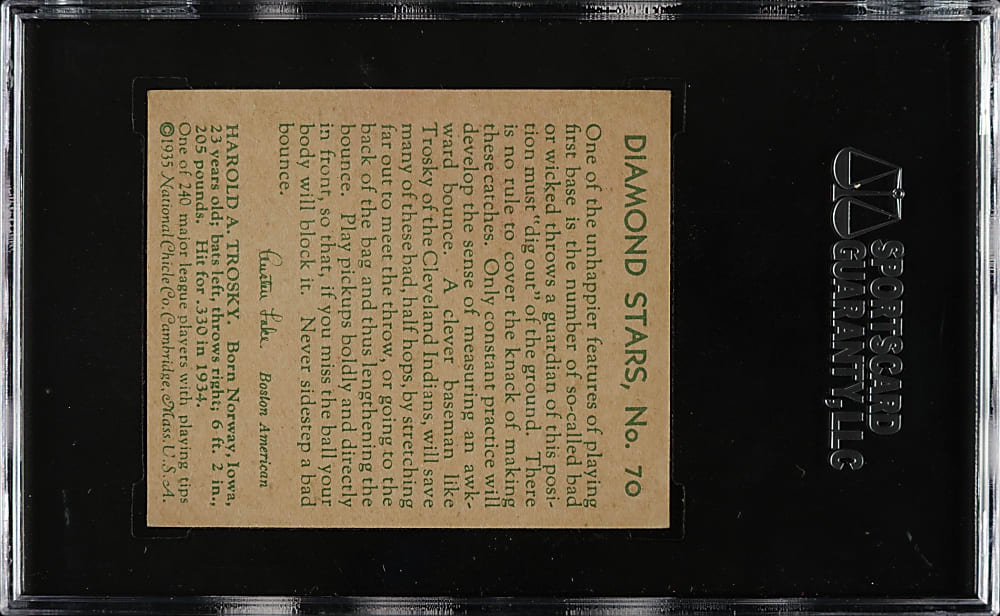 DIAMOND STARS, No. 70
One of the unhappier features of playing
first base is the number of so-called bad
or wicked throws a guardian of this posi-
tion must "dig out" of the ground. There
is no rule to cover the knack of making
these catches. Only constant practice will
develop the sense of measuring an awk-
ward bounce. A clever baseman like
Trosky of the Cleveland Indians, will save
many of these bad, half hops, by stretching
far out to meet the throw, or going to the
back of the bag and thus lengthening the
bounce. Play pickups boldly and directly
in front, so that, if you miss the ball your
body will block it. Never sidestep a bad
bounce.
Austen Lake Boston American
HAROLD A. TROSKY. Born Norway, Iowa,
23 years old; bats left, throws right; 6 ft. 2 in.,
205 pounds. Hit for .330 in 1934.
One of 240 major league players with playing tips
©1935 National Chicle Co. Cambridge, Mass. U.S.A.
SPORTSCARD
GUARANTY, LLC